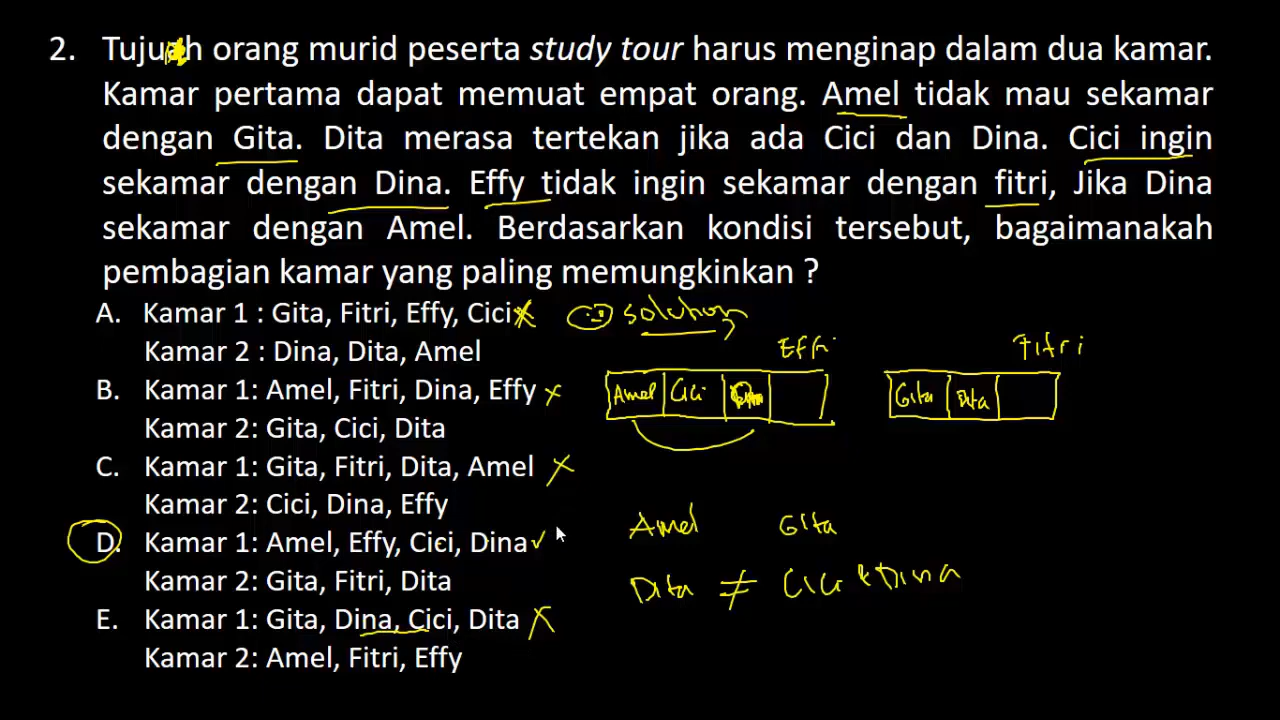 2. Tujuah orang murid peserta study tour harus menginap dalam dua kamar.
Kamar pertama dapat memuat empat orang. Amel tidak mau sekamar
dengan Gita. Dita merasa tertekan jika ada Cici dan Dina. Cici ingin
sekamar dengan Dina. Effy tidak ingin sekamar dengan fitri, Jika Dina
sekamar dengan Amel. Berdasarkan kondisi tersebut, bagaimanakah
pembagian kamar yang paling memungkinkan ?
A. Kamar 1 : Gita, Fitri, Effy, Cici
solution
Kamar 2 : Dina, Dita, Amel
Effi
Fitri
B. Kamar 1: Amel, Fitri, Dina, Effy
Amel Cici
Gita Dita
Kamar 2: Gita, Cici, Dita
C. Kamar 1: Gita, Fitri, Dita, Amel
Kamar 2: Cici, Dina, Effy
Amel Gita
D. Kamar 1: Amel, Effy, Cici, Dina
Kamar 2: Gita, Fitri, Dita
Dita ≠ Cici & Dina
E. Kamar 1: Gita, Dina, Cici, Dita
Kamar 2: Amel, Fitri, Effy